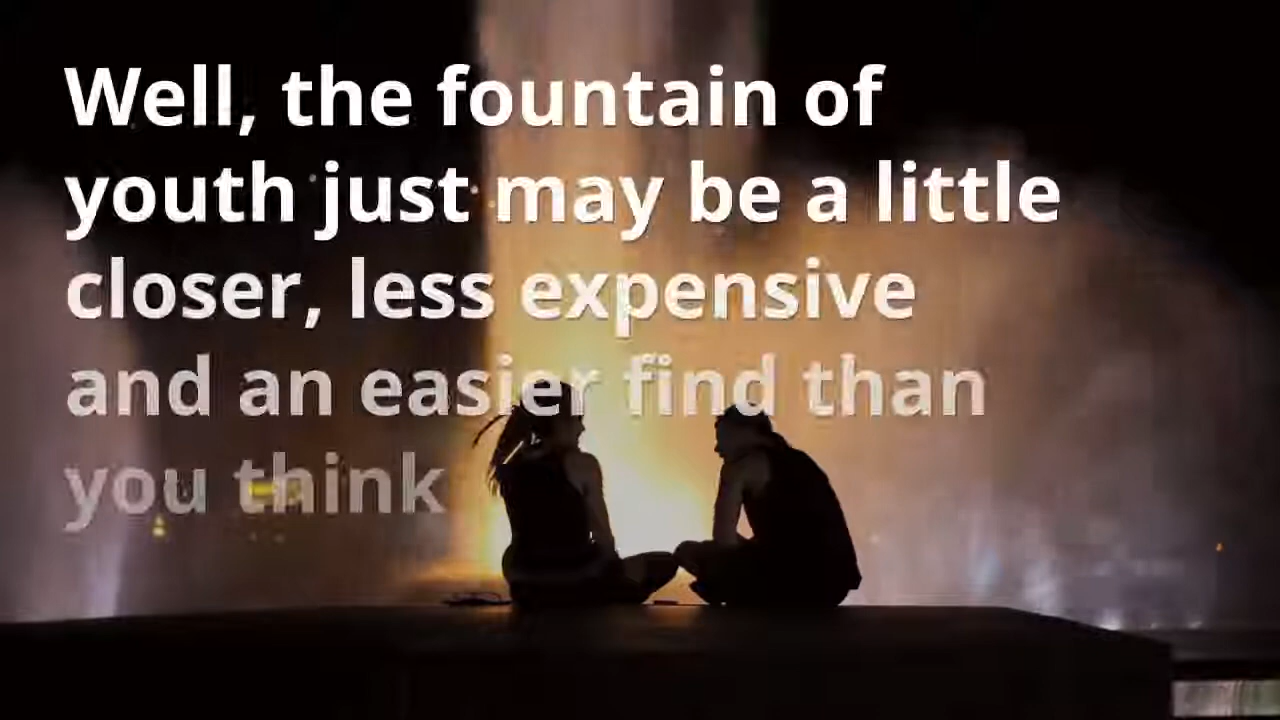 Well, the fountain of
youth just may be a little
closer, less expensive
and an easier find than
you think